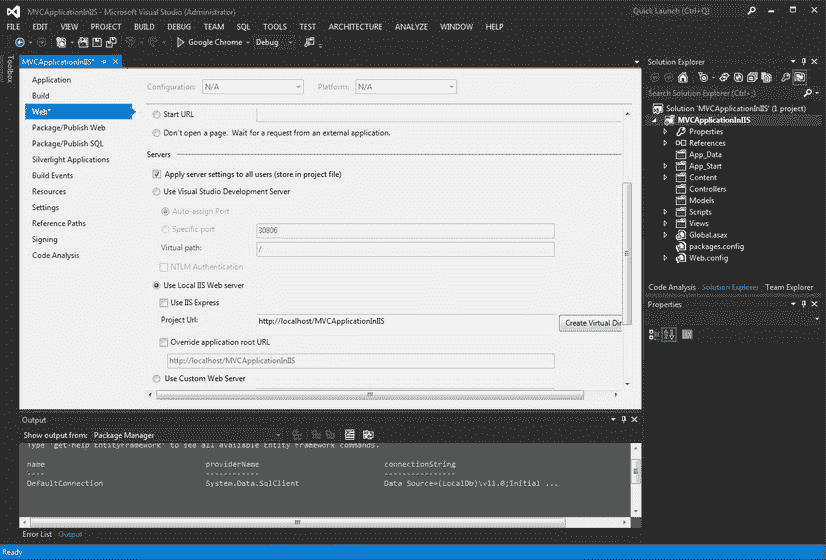 MVCApplicationInIIS - Microsoft Visual Studio (Administrator)
Quick Launch (Ctrl+Q)
FILE EDIT VIEW PROJECT BUILD DEBUG TEAM SQL TOOLS TEST ARCHITECTURE ANALYZE WINDOW HELP
Google Chrome Debug
Toolbox
MVCApplicationInIIS*
Application
Build
Web*
Package/Publish Web
Package/Publish SQL
Silverlight Applications
Build Events
Resources
Settings
Reference Paths
Signing
Code Analysis
Configuration: N/A Platform: N/A
Start URL
Don't open a page. Wait for a request from an external application.
Servers
Apply server settings to all users (store in project file)
Use Visual Studio Development Server
Auto-assign Port
Specific port 30806
Virtual path: /
NTLM Authentication
Use Local IIS Web server
Use IIS Express
Project Url: http://localhost/MVCApplicationInIIS
Create Virtual Dir
Override application root URL
http://localhost/MVCApplicationInIIS
Use Custom Web Server
Solution Explorer
Search Solution Explorer (Ctrl+;)
Solution 'MVCApplicationInIIS' (1 project)
MVCApplicationInIIS
Properties
References
App_Data
App_Start
Content
Controllers
Models
Scripts
Views
Global.asax
packages.config
Web.config
Code Analysis Solution Explorer Team Explorer
Properties
Output
Show output from: Package Manager
Type 'get-help EntityFramework' to see all available Entity Framework commands.
name providerName connectionString
---- ------------ ----------------
DefaultConnection System.Data.SqlClient Data Source=(LocalDb)\v11.0;Initial ...
Error List Output
Ready